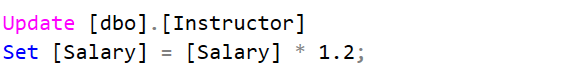 Update [dbo].[Instructor]
Set [Salary] = [Salary] * 1.2;